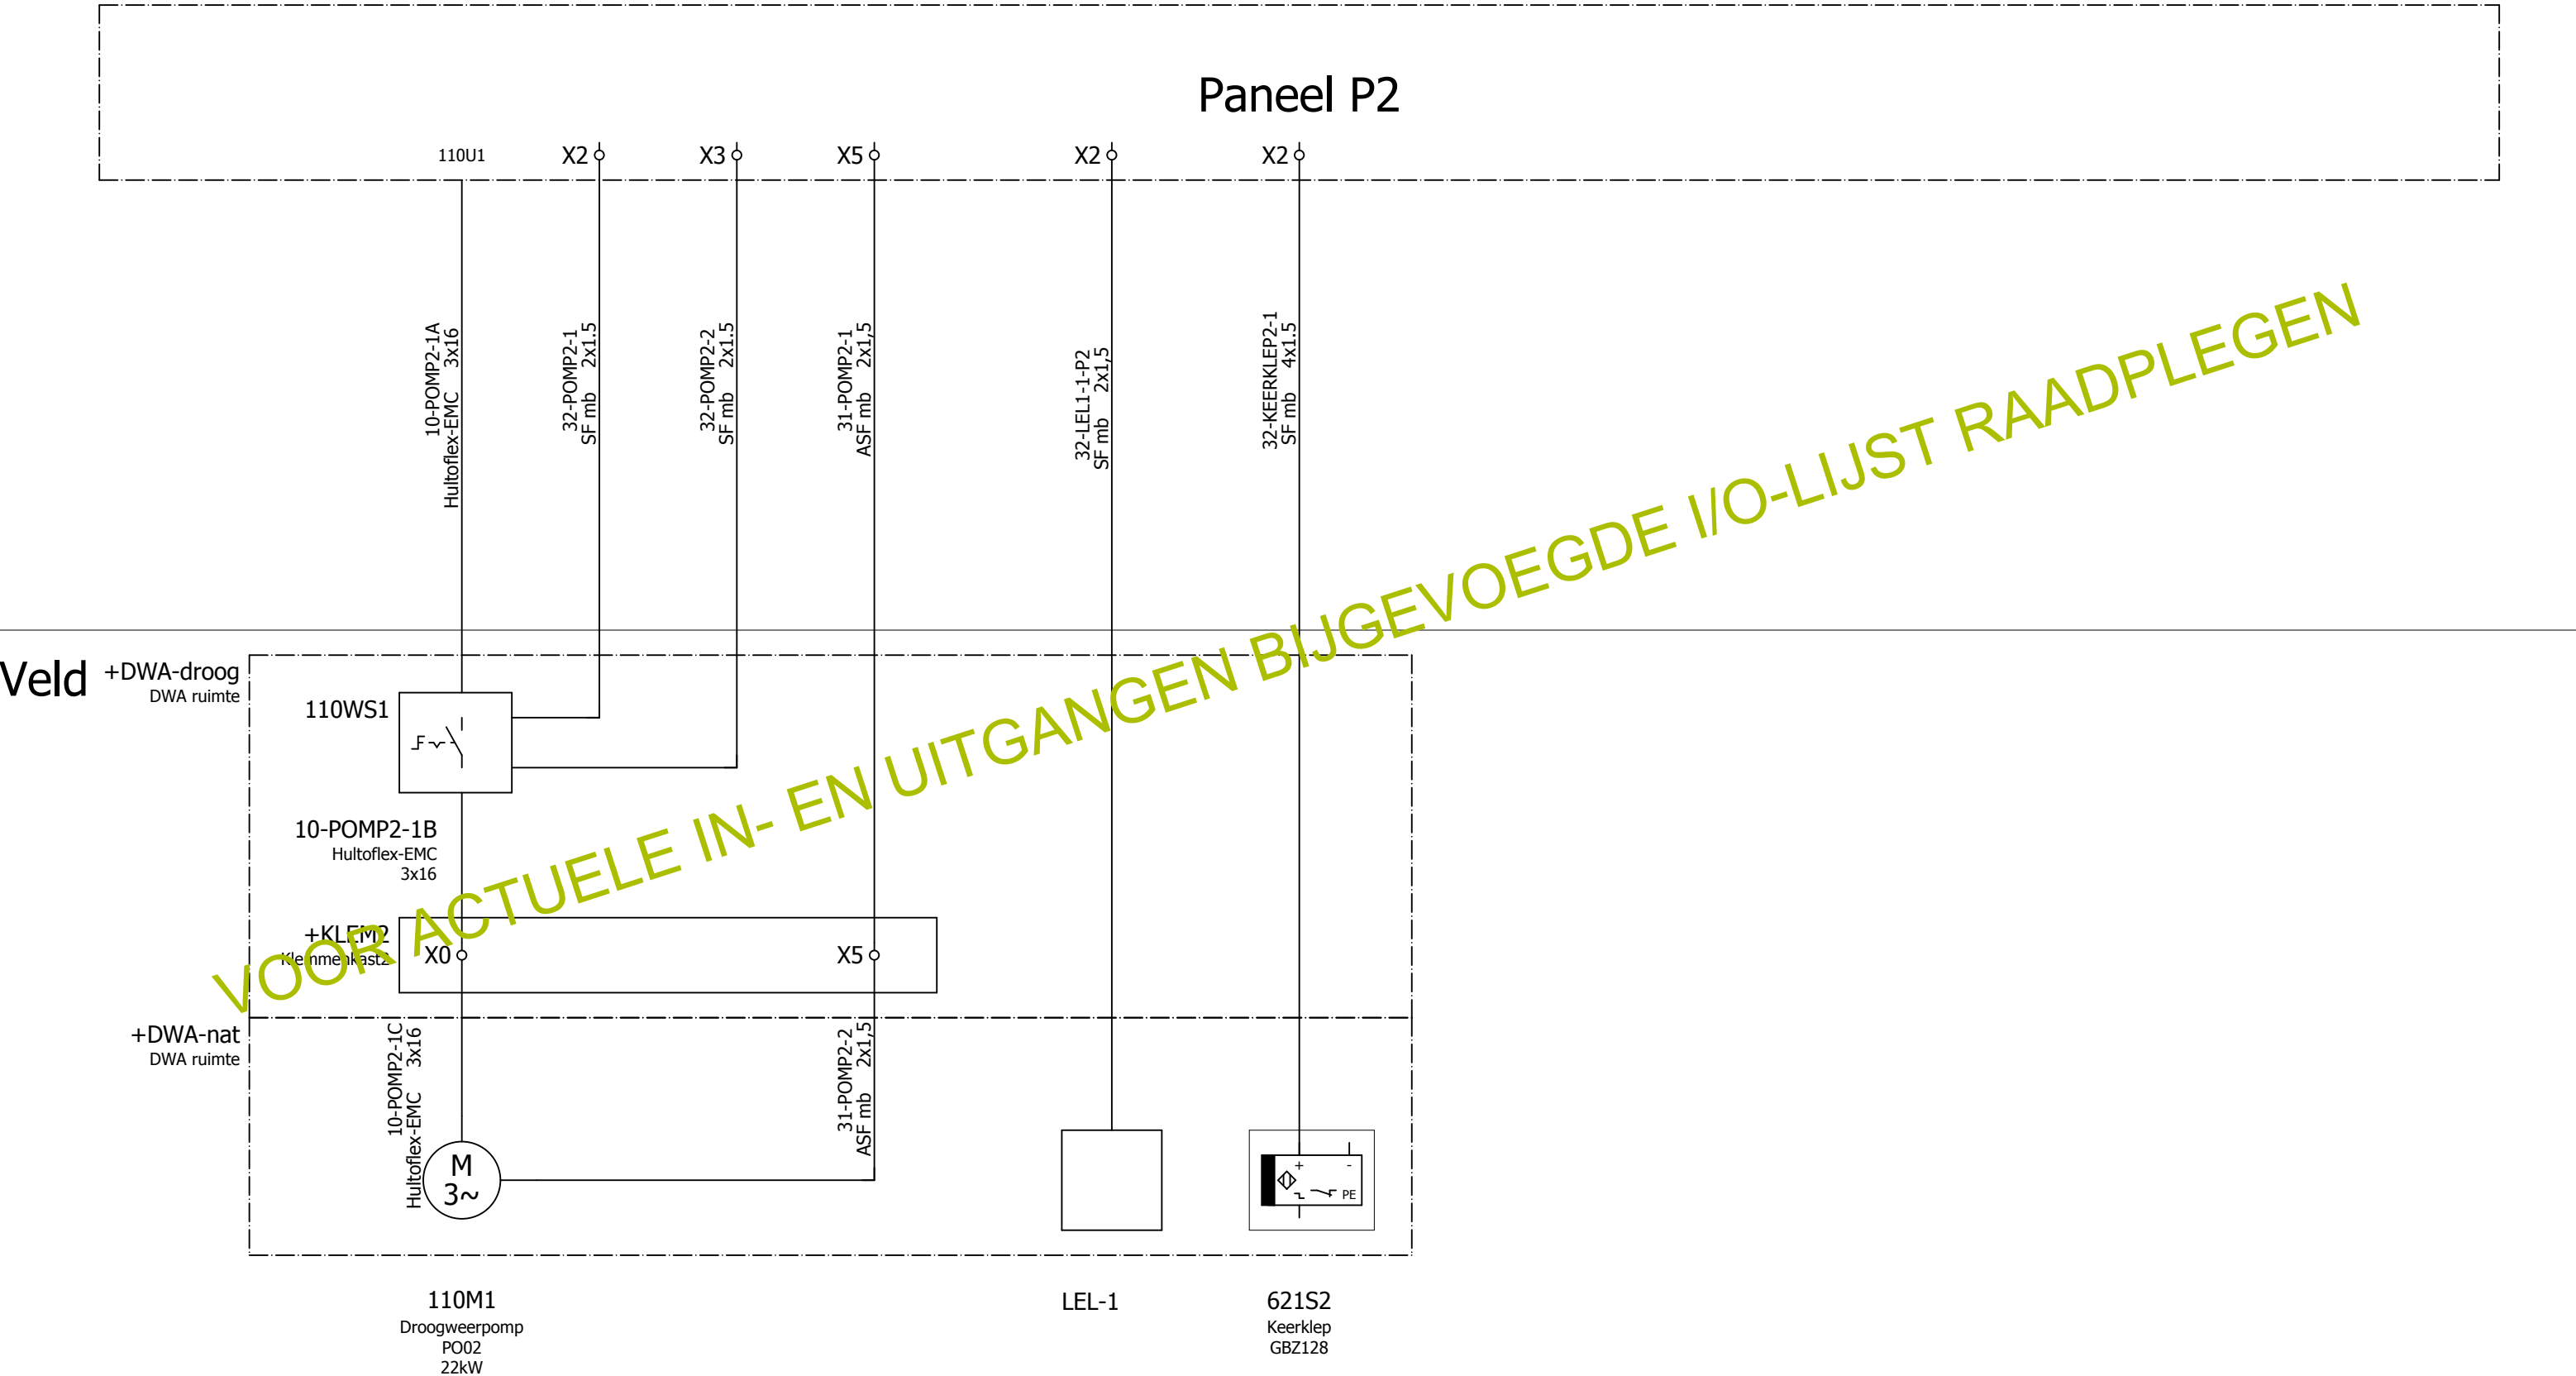 Paneel P2
110U1
X2
X3
X5
X2
X2
10-POMP2-1A
Hultoflex-EMC 3x16
32-POMP2-1
SF mb 2x1.5
32-POMP2-2
SF mb 2x1.5
31-POMP2-1
ASF mb 2x1,5
32-LEL1-1-P2
SF mb 2x1,5
32-KEERKLEP2-1
SF mb 4x1.5
VOOR ACTUELE IN- EN UITGANGEN BIJGEVOEGDE I/O-LIJST RAADPLEGEN
Veld
+DWA-droog
DWA ruimte
110WS1
10-POMP2-1B
Hultoflex-EMC
3x16
+KLEM2
Klemmenkast2
X0
X5
+DWA-nat
DWA ruimte
10-POMP2-1C
Hultoflex-EMC 3x16
31-POMP2-2
ASF mb 2x1,5
M
3~
+ -
PE
110M1
Droogweerpomp
PO02
22kW
LEL-1
621S2
Keerklep
GBZ128